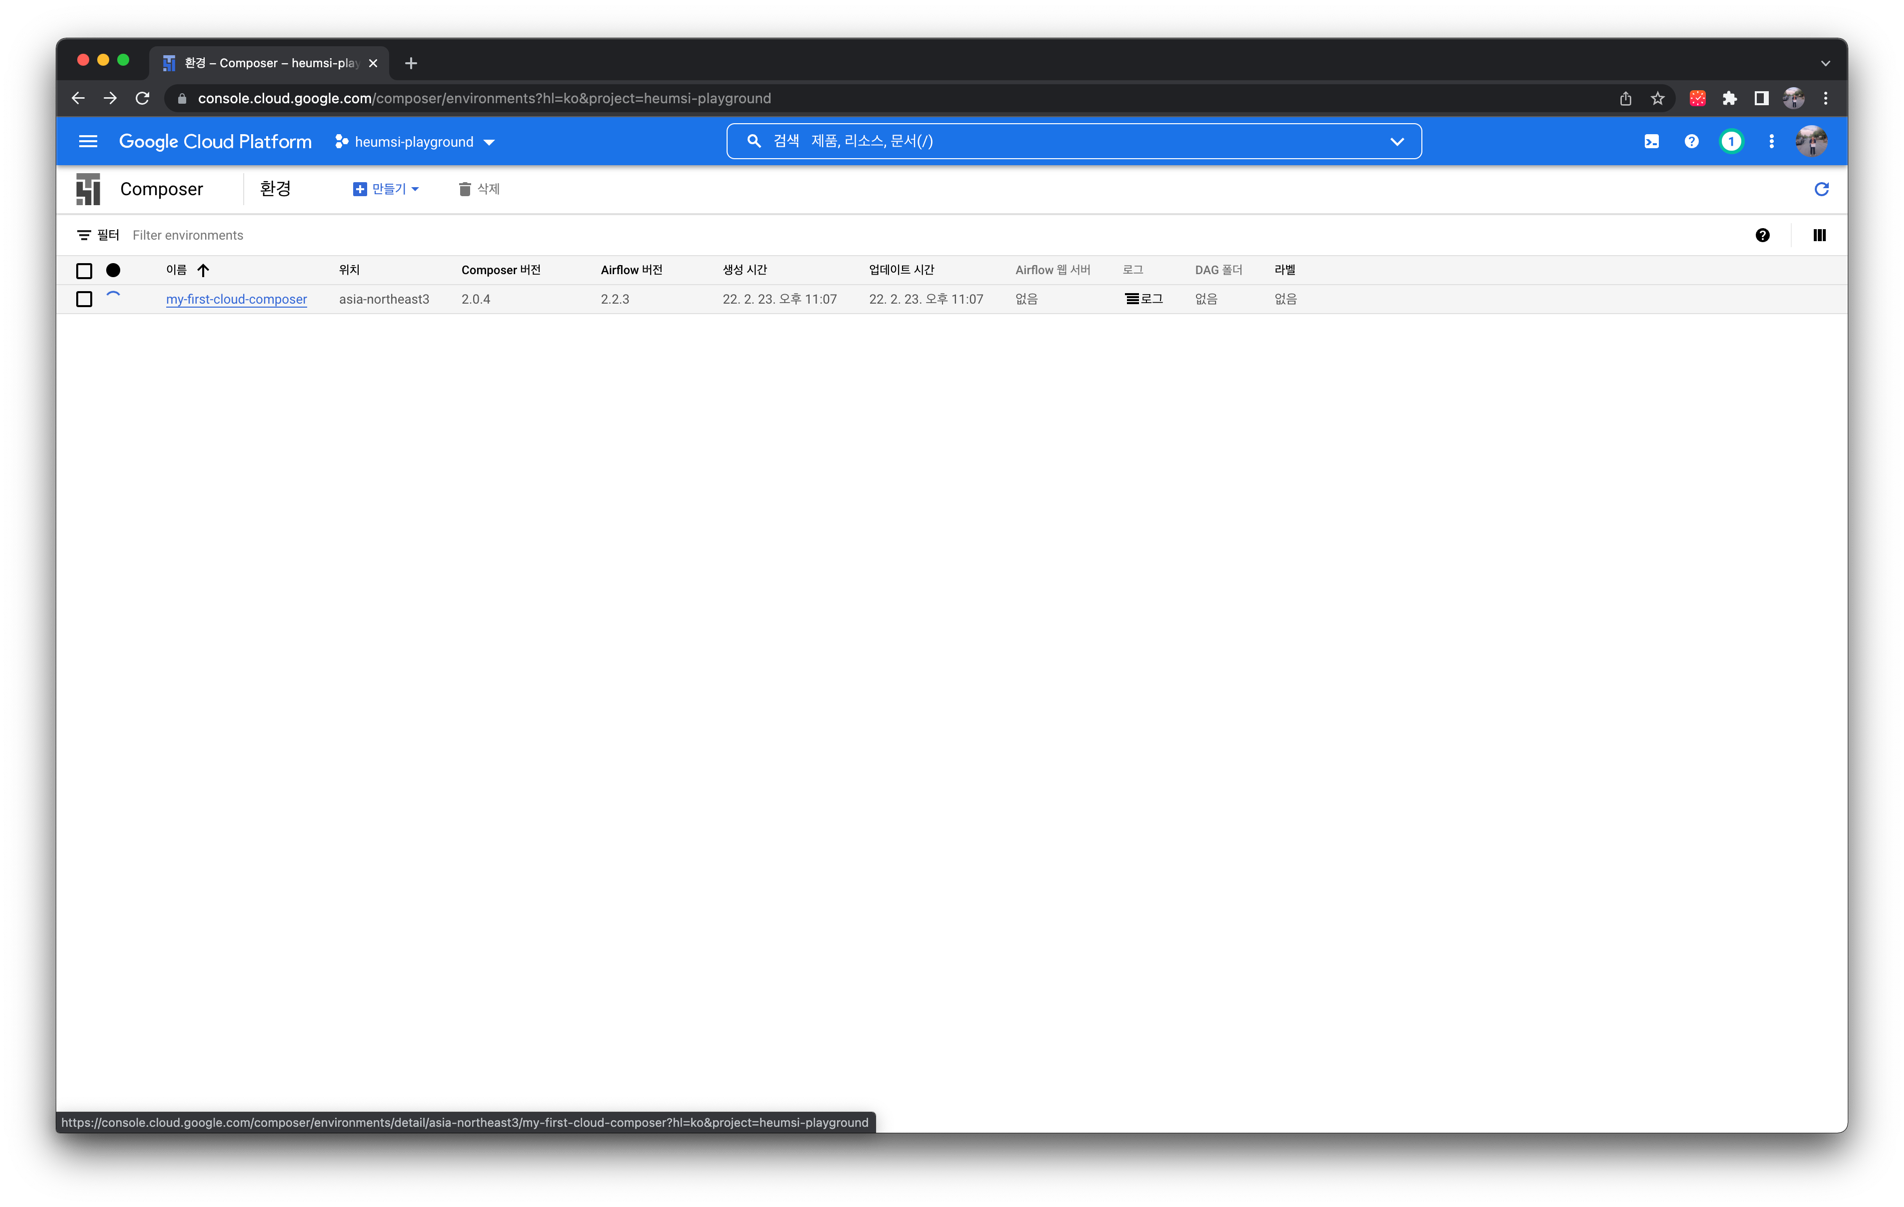 환경 – Composer – heumsi-play
console.cloud.google.com/composer/environments?hl=ko&project=heumsi-playground
Google Cloud Platform heumsi-playground 검색 제품, 리소스, 문서(/) 1
Composer 환경 만들기 삭제
필터 Filter environments
이름 위치 Composer 버전 Airflow 버전 생성 시간 업데이트 시간 Airflow 웹 서버 로그 DAG 폴더 라벨
my-first-cloud-composer asia-northeast3 2.0.4 2.2.3 22. 2. 23. 오후 11:07 22. 2. 23. 오후 11:07 없음 로그 없음 없음
https://console.cloud.google.com/composer/environments/detail/asia-northeast3/my-first-cloud-composer?hl=ko&project=heumsi-playground